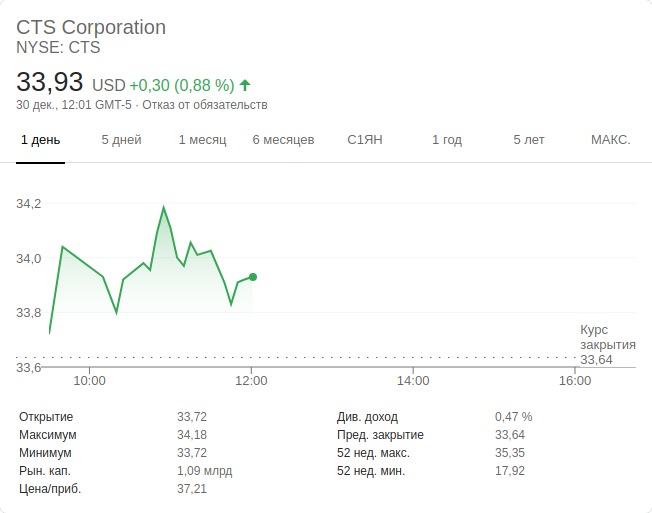 CTS Corporation
NYSE: CTS
33,93 USD +0,30 (0,88 %)
30 дек., 12:01 GMT-5 · Отказ от обязательств
1 день 5 дней 1 месяц 6 месяцев С1ЯН 1 год 5 лет МАКС.
34,2
34,0
33,8
Курс
закрытия
33,64
33,6
10:00 12:00 14:00 16:00
Открытие 33,72 Див. доход 0,47 %
Максимум 34,18 Пред. закрытие 33,64
Минимум 33,72 52 нед. макс. 35,35
Рын. кап. 1,09 млрд 52 нед. мин. 17,92
Цена/приб. 37,21